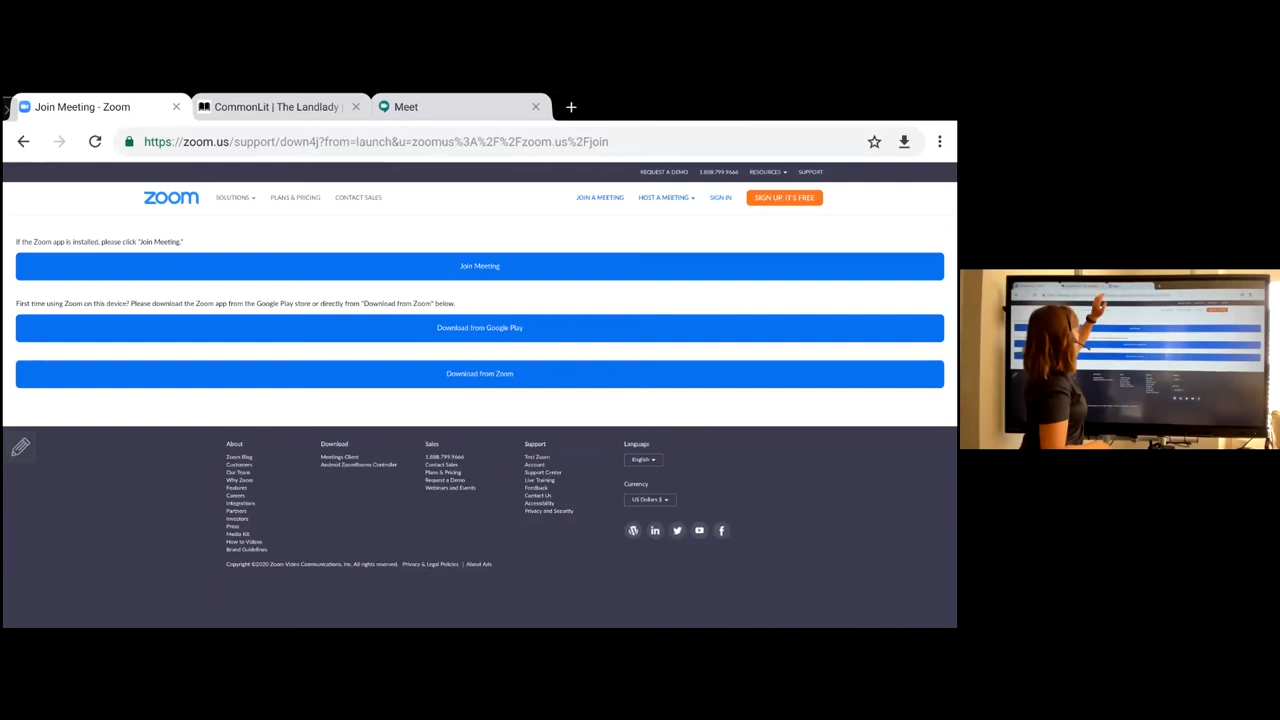 Join Meeting - Zoom
CommonLit | The Landlady |
Meet
https://zoom.us/support/down4j?from=launch&u=zoomus%3A%2F%2Fzoom.us%2Fjoin
REQUEST A DEMO 1.888.799.9666 RESOURCES SUPPORT
zoom SOLUTIONS PLANS & PRICING CONTACT SALES JOIN A MEETING HOST A MEETING SIGN IN SIGN UP, IT'S FREE
If the Zoom app is installed, please click "Join Meeting."
Join Meeting
First time using Zoom on this device? Please download the Zoom app from the Google Play store or directly from "Download from Zoom" below.
Download from Google Play
Download from Zoom
About
Zoom Blog
Customers
Our Team
Why Zoom
Features
Careers
Integrations
Partners
Investors
Press
Media Kit
How to Videos
Brand Guidelines
Download
Meetings Client
Android ZoomRooms Controller
Sales
1.888.799.9666
Contact Sales
Plans & Pricing
Request a Demo
Webinars and Events
Support
Test Zoom
Account
Support Center
Live Training
Feedback
Contact Us
Accessibility
Privacy and Security
Language
English
Currency
US Dollars $
Copyright ©2020 Zoom Video Communications, Inc. All rights reserved. Privacy & Legal Policies | About Ads